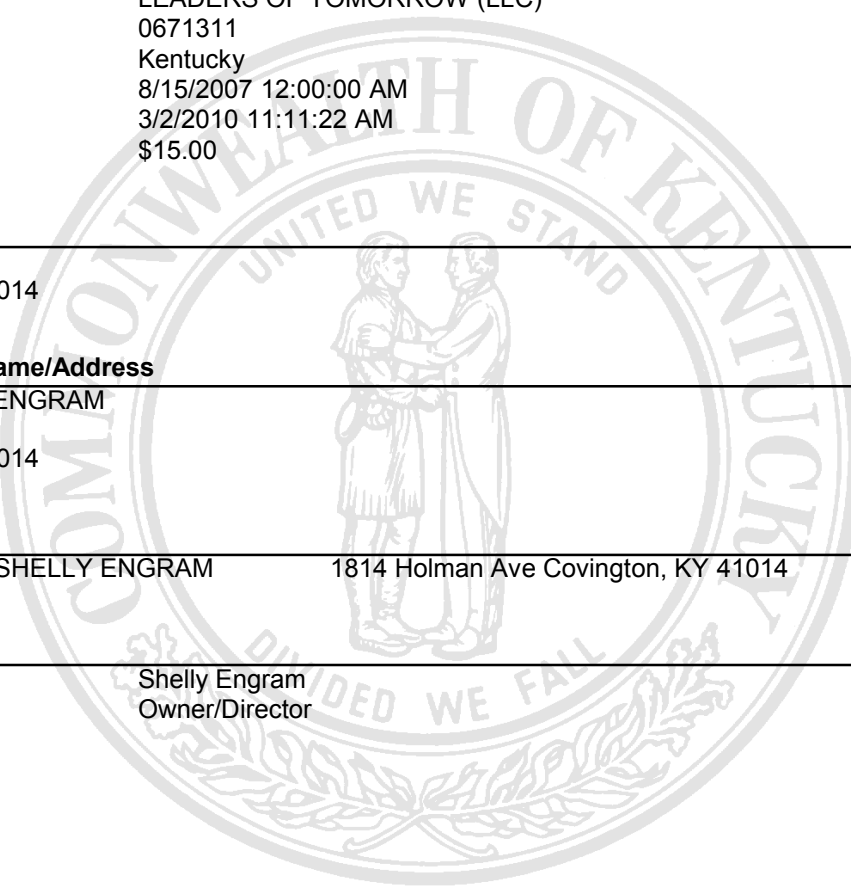 LEADERS OF TOMORROW (LLC)
0671311
Kentucky
8/15/2007 12:00:00 AM
3/2/2010 11:11:22 AM
$15.00
COMMONWEALTH OF KENTUCKY
UNITED WE STAND
014
ame/Address
ENGRAM
014
SHELLY ENGRAM 1814 Holman Ave Covington, KY 41014
DIVIDED WE FALL
Shelly Engram
Owner/Director